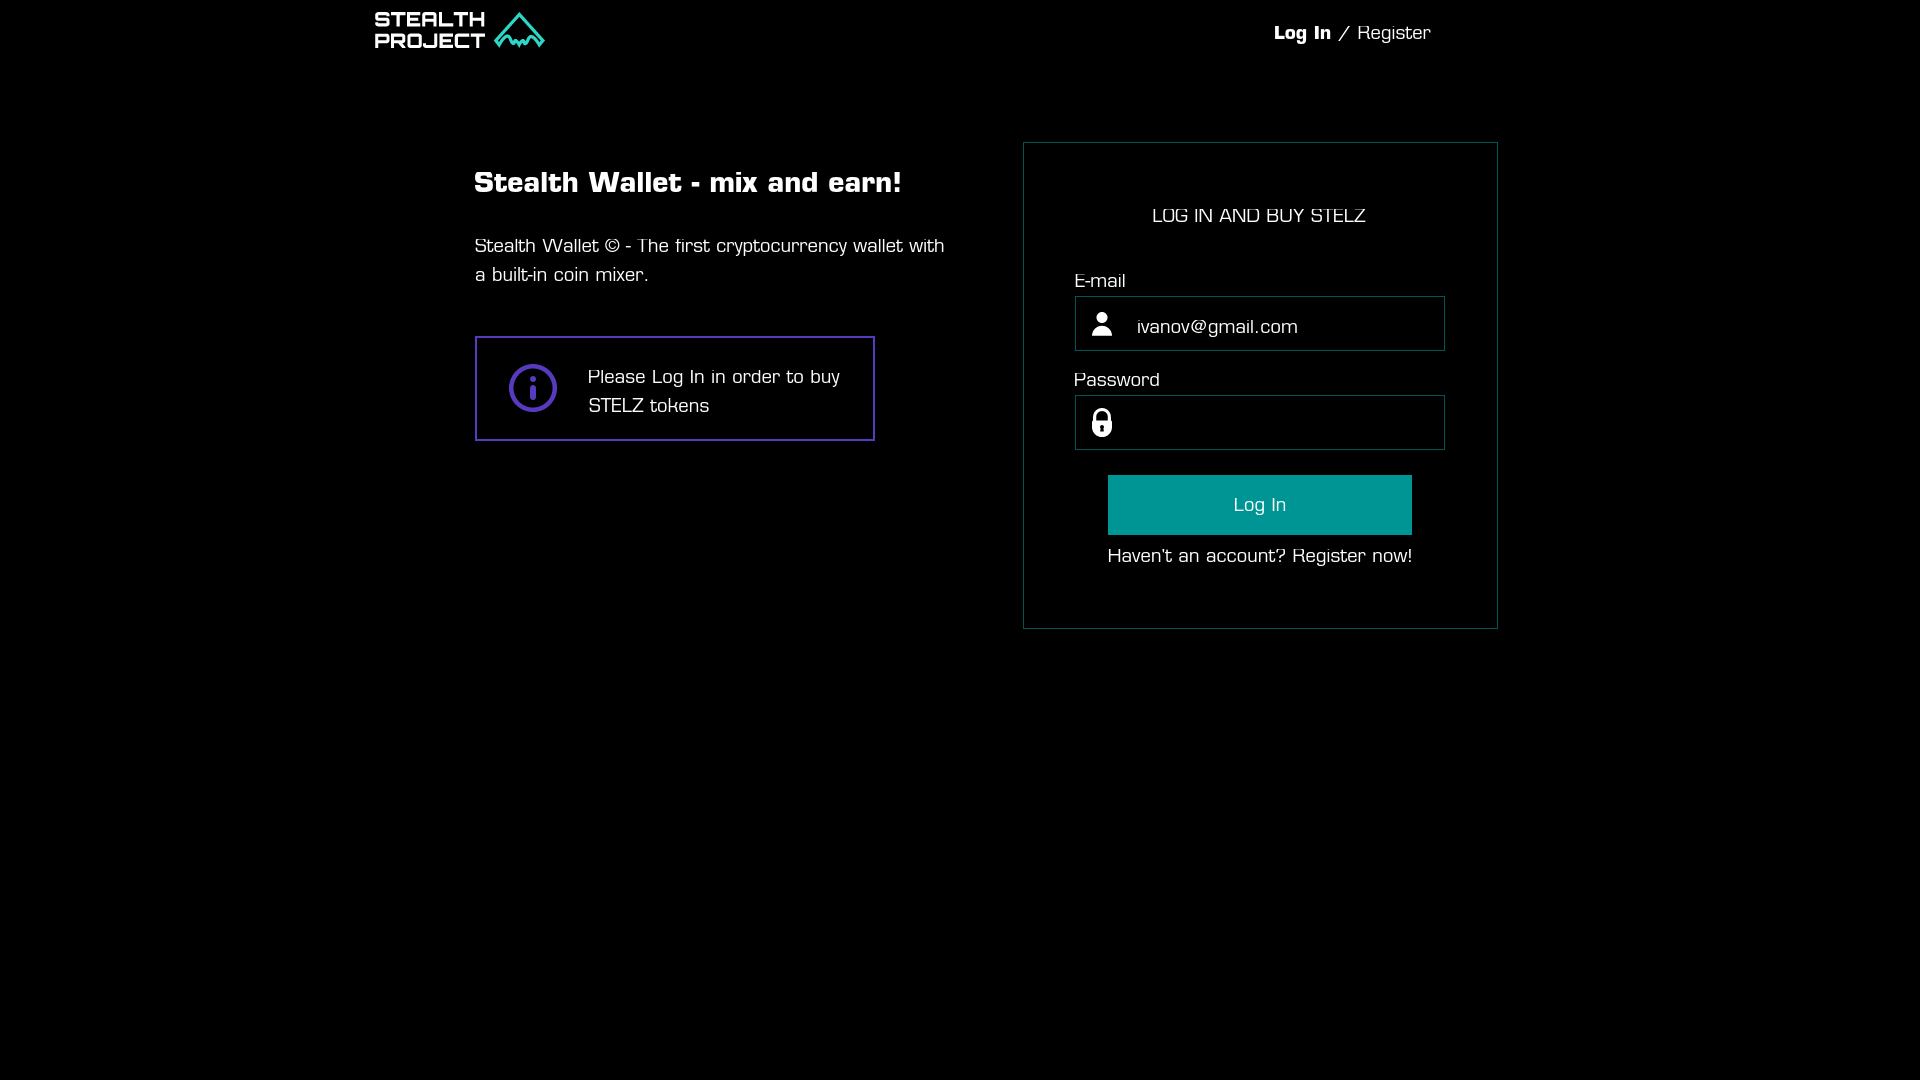 STEALTH
PROJECT
Log In / Register
Stealth Wallet - mix and earn!
Stealth Wallet © - The first cryptocurrency wallet with
a built-in coin mixer.
Please Log In in order to buy
STELZ tokens
LOG IN AND BUY STELZ
E-mail
ivanov@gmail.com
Password
Log In
Haven't an account? Register now!